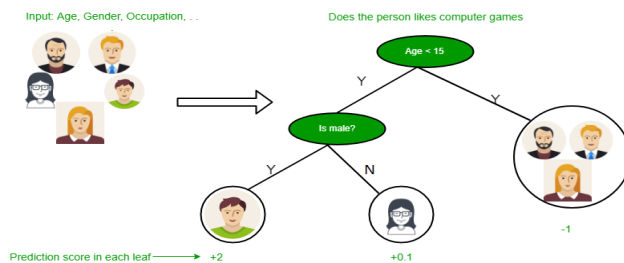 Input: Age, Gender, Occupation, . .
Does the person likes computer games
Age < 15
Y
Y
Is male?
Y
N
-1
Prediction score in each leaf
+2
+0.1